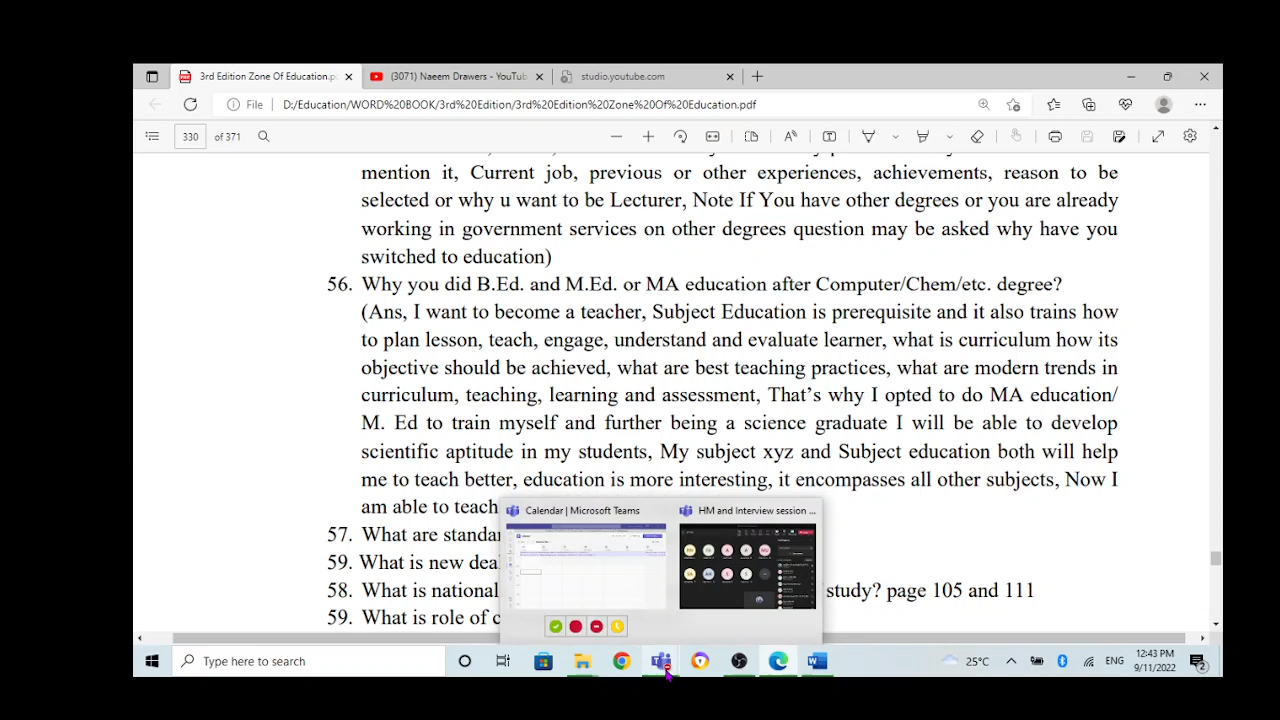 3rd Edition Zone Of Education.p
(3071) Naeem Drawers - YouTub
studio.youtube.com
File
D:/Education/WORD%20BOOK/3rd%20Edition/3rd%20Edition%20Zone%20Of%20Education.pdf
330 of 371
mention it, Current job, previous or other experiences, achievements, reason to be
selected or why u want to be Lecturer, Note If You have other degrees or you are already
working in government services on other degrees question may be asked why have you
switched to education)
56. Why you did B.Ed. and M.Ed. or MA education after Computer/Chem/etc. degree?
(Ans, I want to become a teacher, Subject Education is prerequisite and it also trains how
to plan lesson, teach, engage, understand and evaluate learner, what is curriculum how its
objective should be achieved, what are best teaching practices, what are modern trends in
curriculum, teaching, learning and assessment, That's why I opted to do MA education/
M. Ed to train myself and further being a science graduate I will be able to develop
scientific aptitude in my students, My subject xyz and Subject education both will help
me to teach better, education is more interesting, it encompasses all other subjects, Now I
am able to teach
Calendar | Microsoft Teams
HM and Interview session ...
57. What are standa
59. What is new dea
58. What is national study? page 105 and 111
59. What is role of c
Type here to search
25°C
ENG
12:43 PM
9/11/2022
2